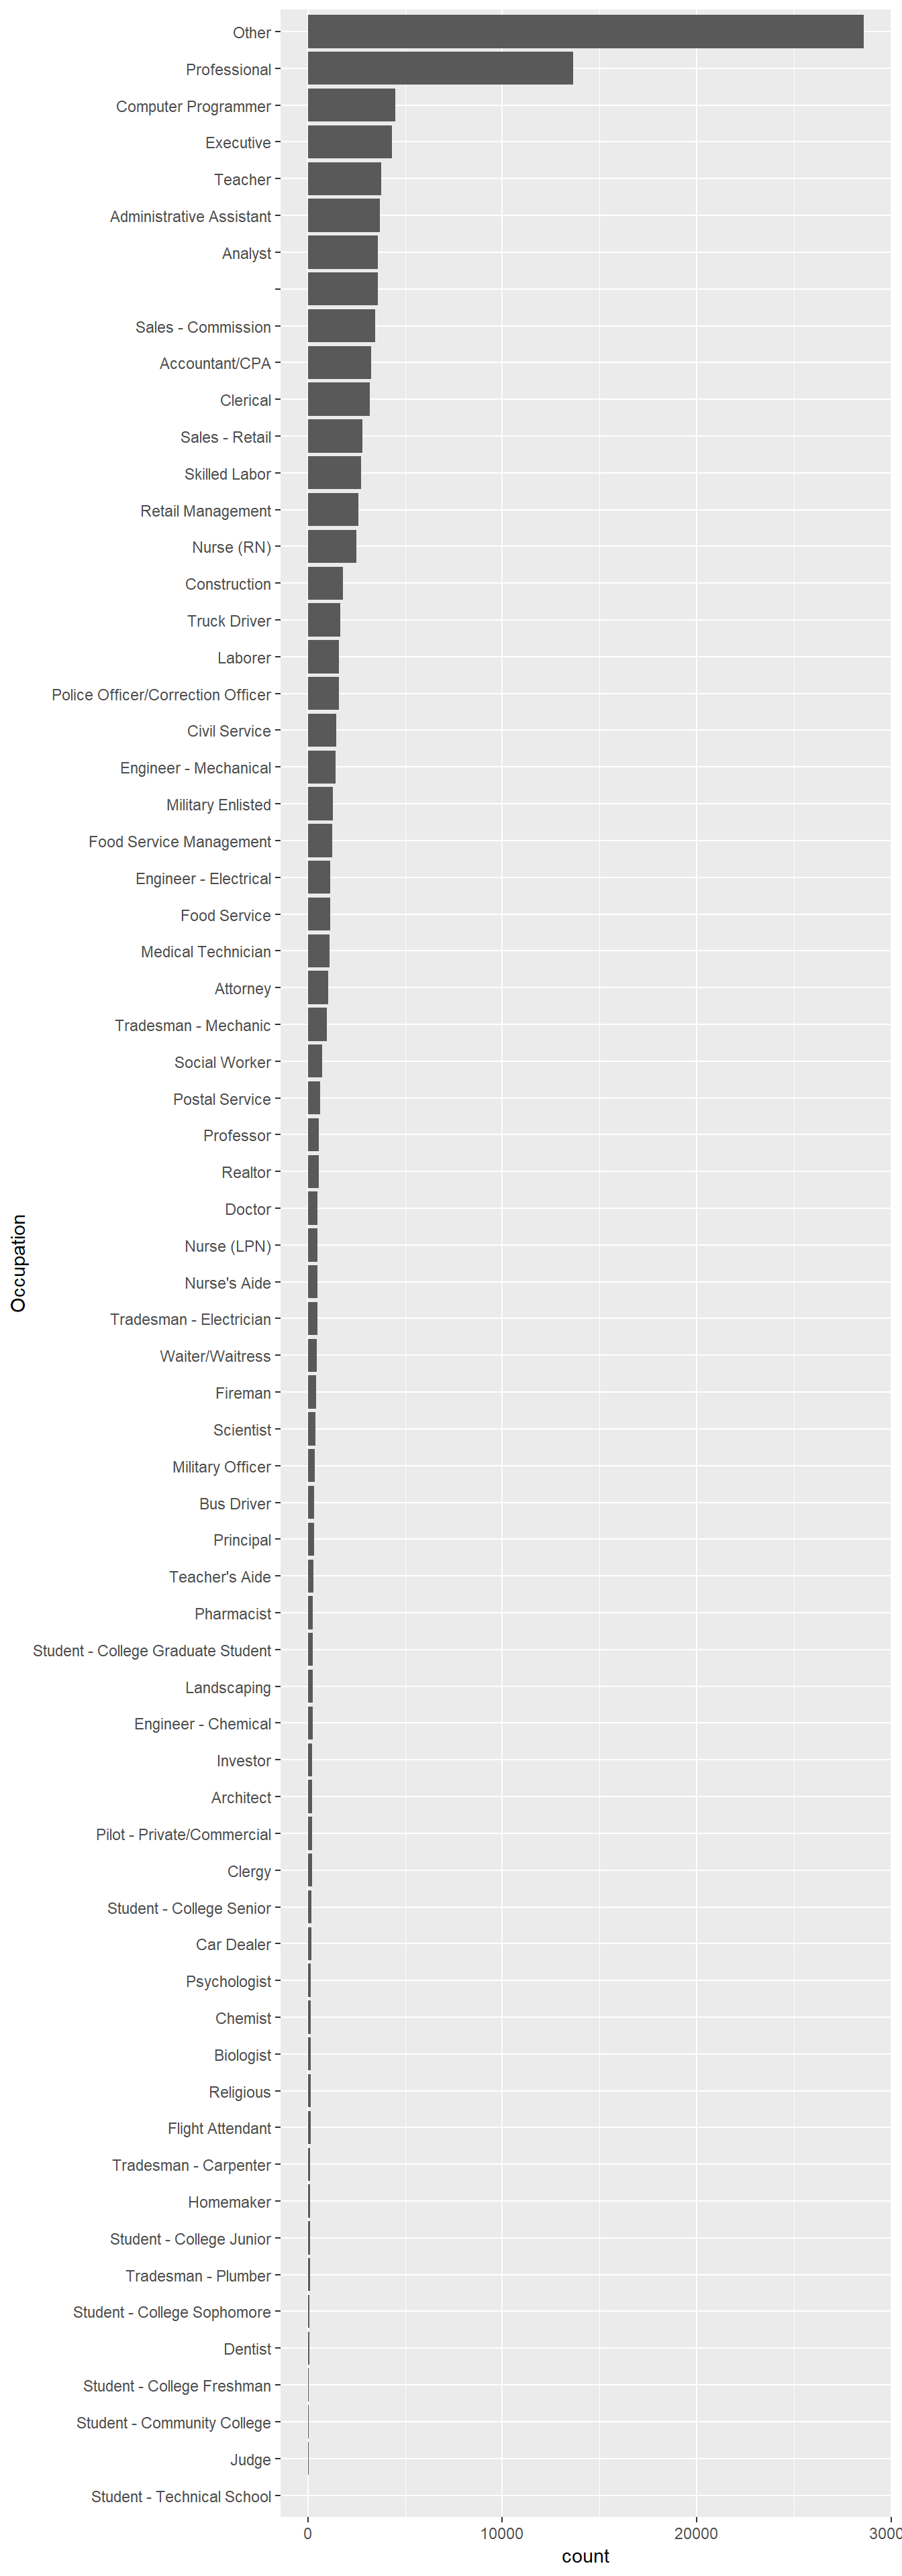 Other
Professional
Computer Programmer
Executive
Teacher
Administrative Assistant
Analyst
Sales - Commission
Accountant/CPA
Clerical
Sales - Retail
Skilled Labor
Retail Management
Nurse (RN)
Construction
Truck Driver
Laborer
Police Officer/Correction Officer
Civil Service
Engineer - Mechanical
Military Enlisted
Food Service Management
Engineer - Electrical
Food Service
Medical Technician
Attorney
Tradesman - Mechanic
Social Worker
Postal Service
Professor
Realtor
Doctor
Nurse (LPN)
Nurse's Aide
Tradesman - Electrician
Waiter/Waitress
Fireman
Scientist
Military Officer
Bus Driver
Principal
Teacher's Aide
Pharmacist
Student - College Graduate Student
Landscaping
Engineer - Chemical
Investor
Architect
Pilot - Private/Commercial
Clergy
Student - College Senior
Car Dealer
Psychologist
Chemist
Biologist
Religious
Flight Attendant
Tradesman - Carpenter
Homemaker
Student - College Junior
Tradesman - Plumber
Student - College Sophomore
Dentist
Student - College Freshman
Student - Community College
Judge
Student - Technical School
Occupation
0 10000 20000 30000
count